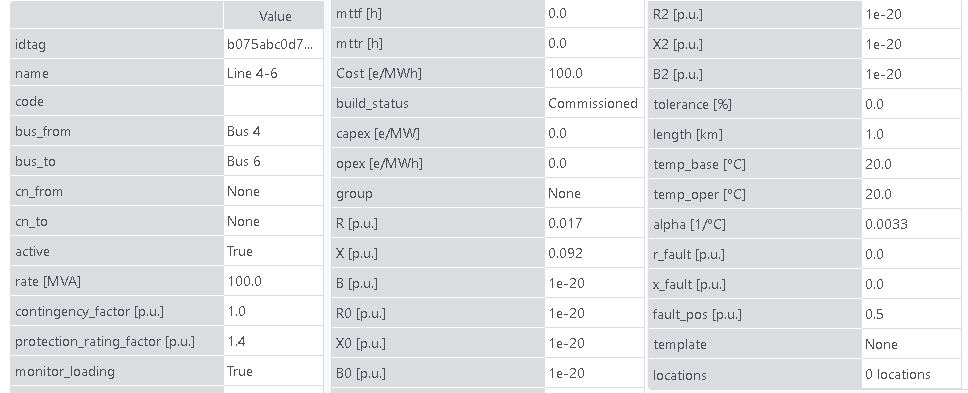 Value
idtag b075abc0d7...
name Line 4-6
code
bus_from Bus 4
bus_to Bus 6
cn_from None
cn_to None
active True
rate [MVA] 100.0
contingency_factor [p.u.] 1.0
protection_rating_factor [p.u.] 1.4
monitor_loading True
mttf [h] 0.0
mttr [h] 0.0
Cost [e/MWh] 100.0
build_status Commissioned
capex [e/MW] 0.0
opex [e/MWh] 0.0
group None
R [p.u.] 0.017
X [p.u.] 0.092
B [p.u.] 1e-20
R0 [p.u.] 1e-20
X0 [p.u.] 1e-20
B0 [p.u.] 1e-20
R2 [p.u.] 1e-20
X2 [p.u.] 1e-20
B2 [p.u.] 1e-20
tolerance [%] 0.0
length [km] 1.0
temp_base [ºC] 20.0
temp_oper [ºC] 20.0
alpha [1/ºC] 0.0033
r_fault [p.u.] 0.0
x_fault [p.u.] 0.0
fault_pos [p.u.] 0.5
template None
locations 0 locations